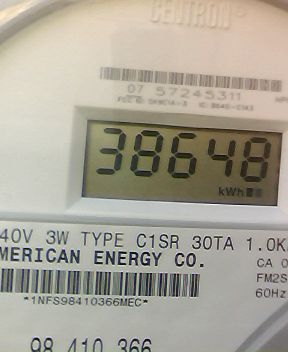 CENTRON®
07 57245311
38648
kWh
40V 3W TYPE C1SR 30TA 1.0K
MERICAN ENERGY CO.
CA 0
FM2S
60Hz
*1NFS98410366MEC*
98 410 366